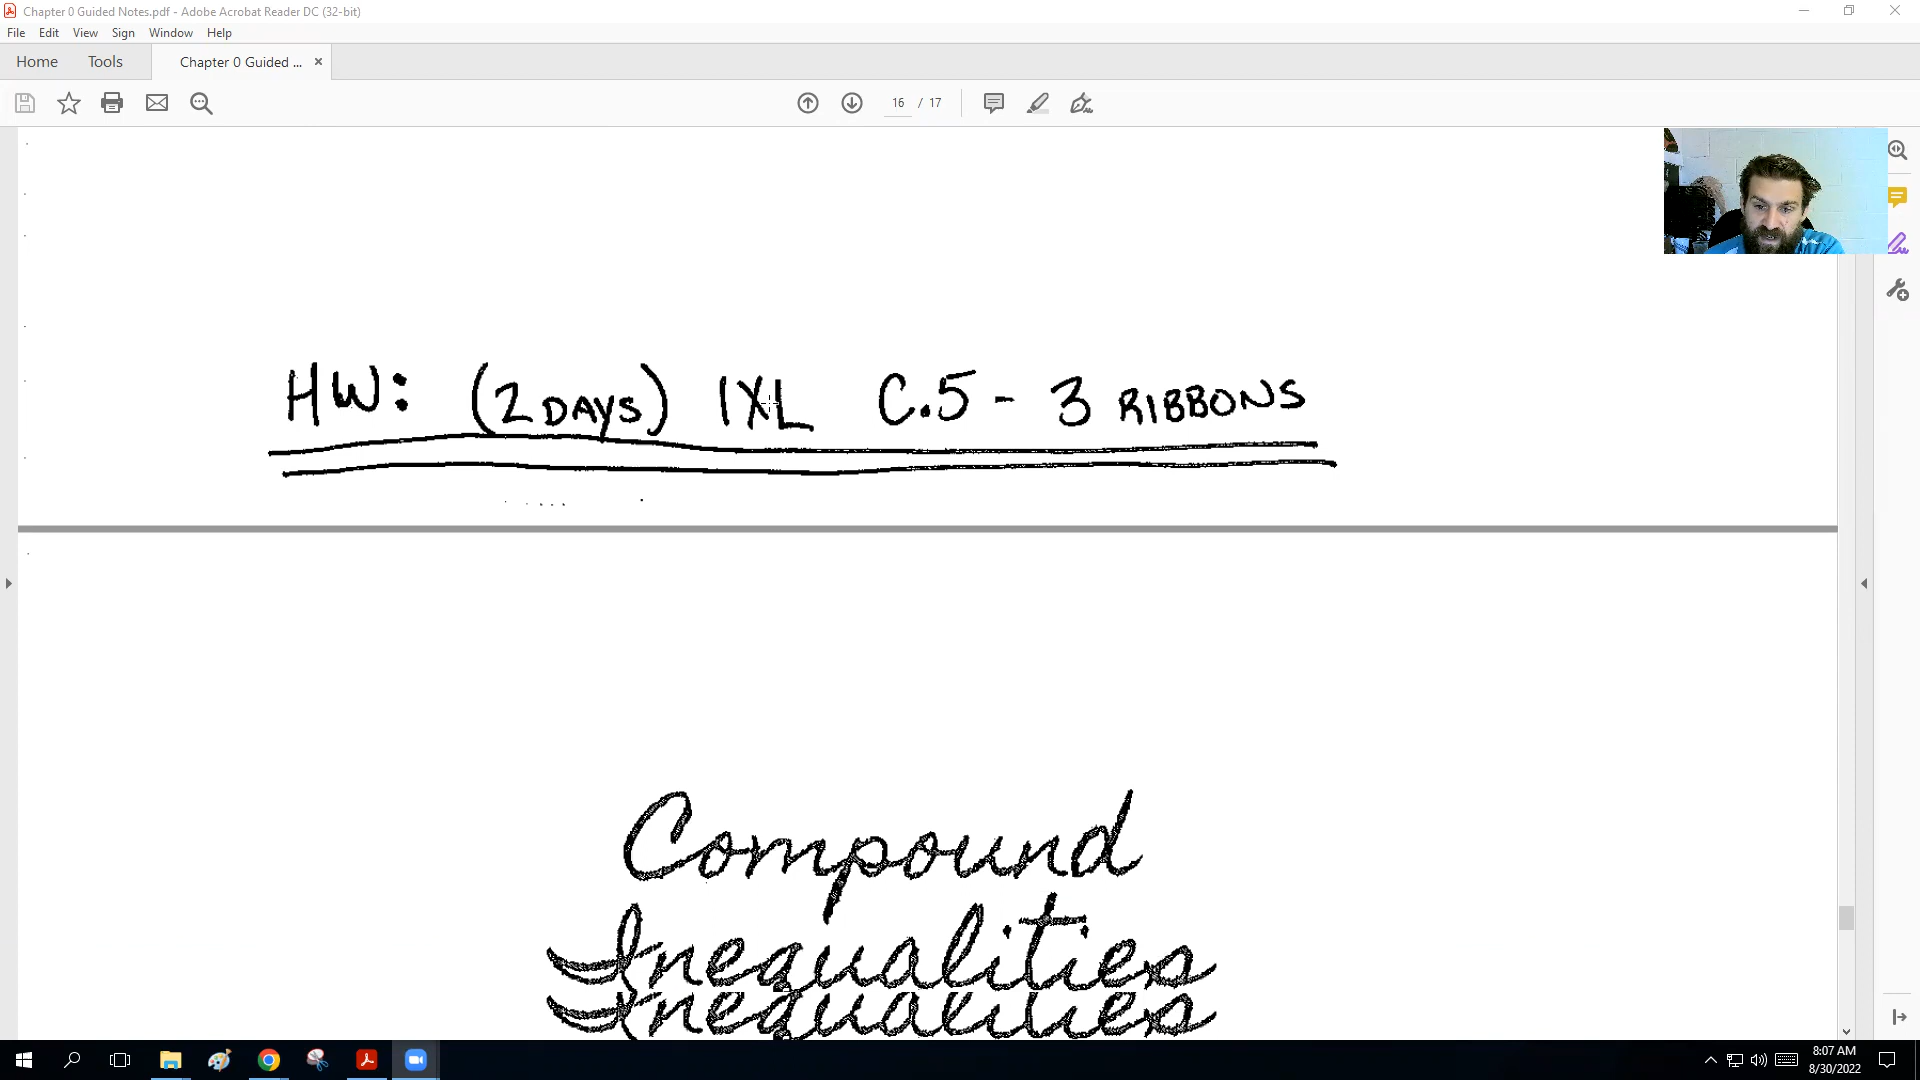 Chapter 0 Guided Notes.pdf - Adobe Acrobat Reader DC (32-bit)
File Edit View Sign Window Help
Home Tools Chapter 0 Guided ... ×
16 / 17
HW: (2 DAYS) IXL C.5 - 3 RIBBONS
Compound
Inequalities
Inequalities
8:07 AM
8/30/2022